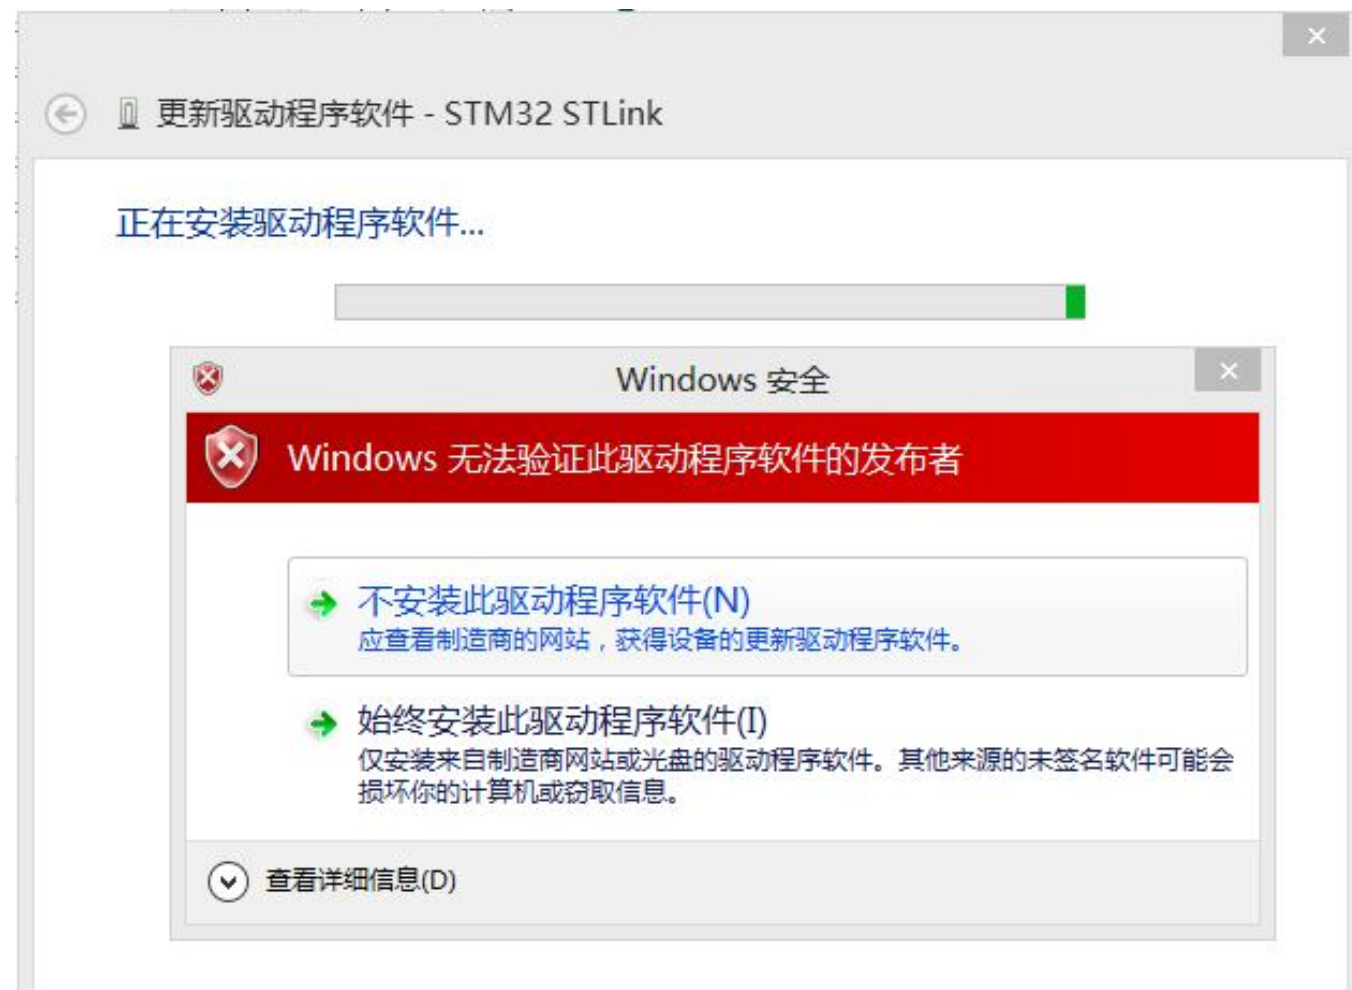 更新驱动程序软件 - STM32 STLink
正在安装驱动程序软件...
Windows 安全
Windows 无法验证此驱动程序软件的发布者
不安装此驱动程序软件(N)
应查看制造商的网站，获得设备的更新驱动程序软件。
始终安装此驱动程序软件(I)
仅安装来自制造商网站或光盘的驱动程序软件。其他来源的未签名软件可能会
损坏你的计算机或窃取信息。
查看详细信息(D)